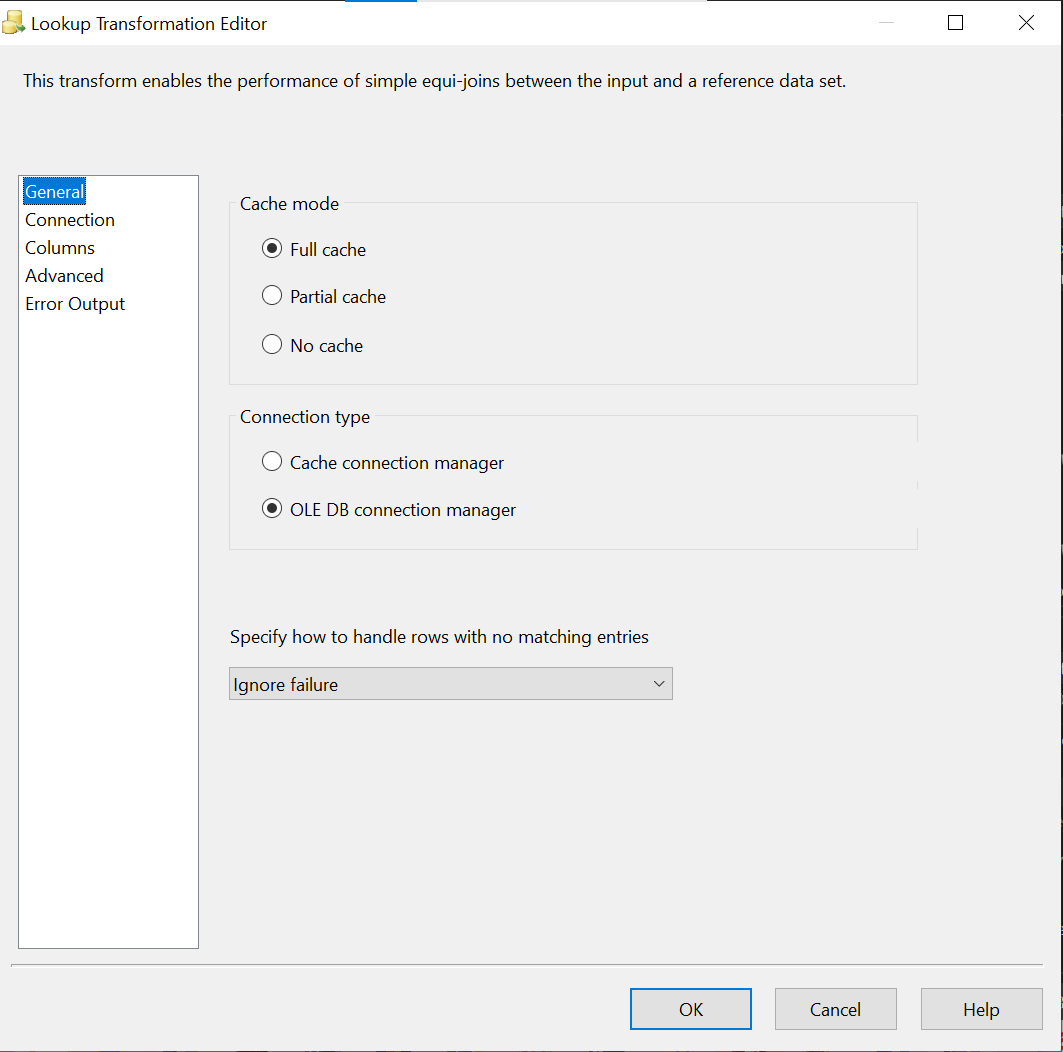 Lookup Transformation Editor
This transform enables the performance of simple equi-joins between the input and a reference data set.
General
Connection
Columns
Advanced
Error Output
Cache mode
Full cache
Partial cache
No cache
Connection type
Cache connection manager
OLE DB connection manager
Specify how to handle rows with no matching entries
Ignore failure
OK
Cancel
Help